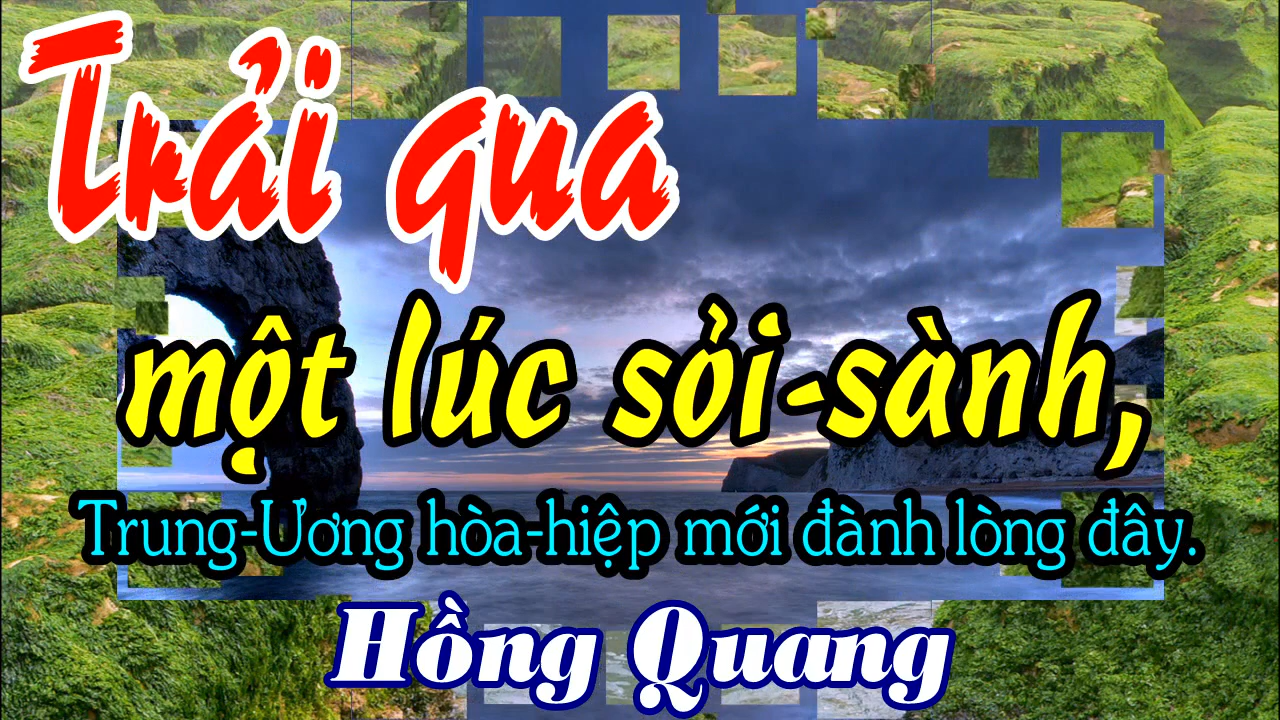 Trải qua
một lúc sỏi-sành,
Trung-Ương hòa-hiệp mới đành lòng đây.
Hồng Quang